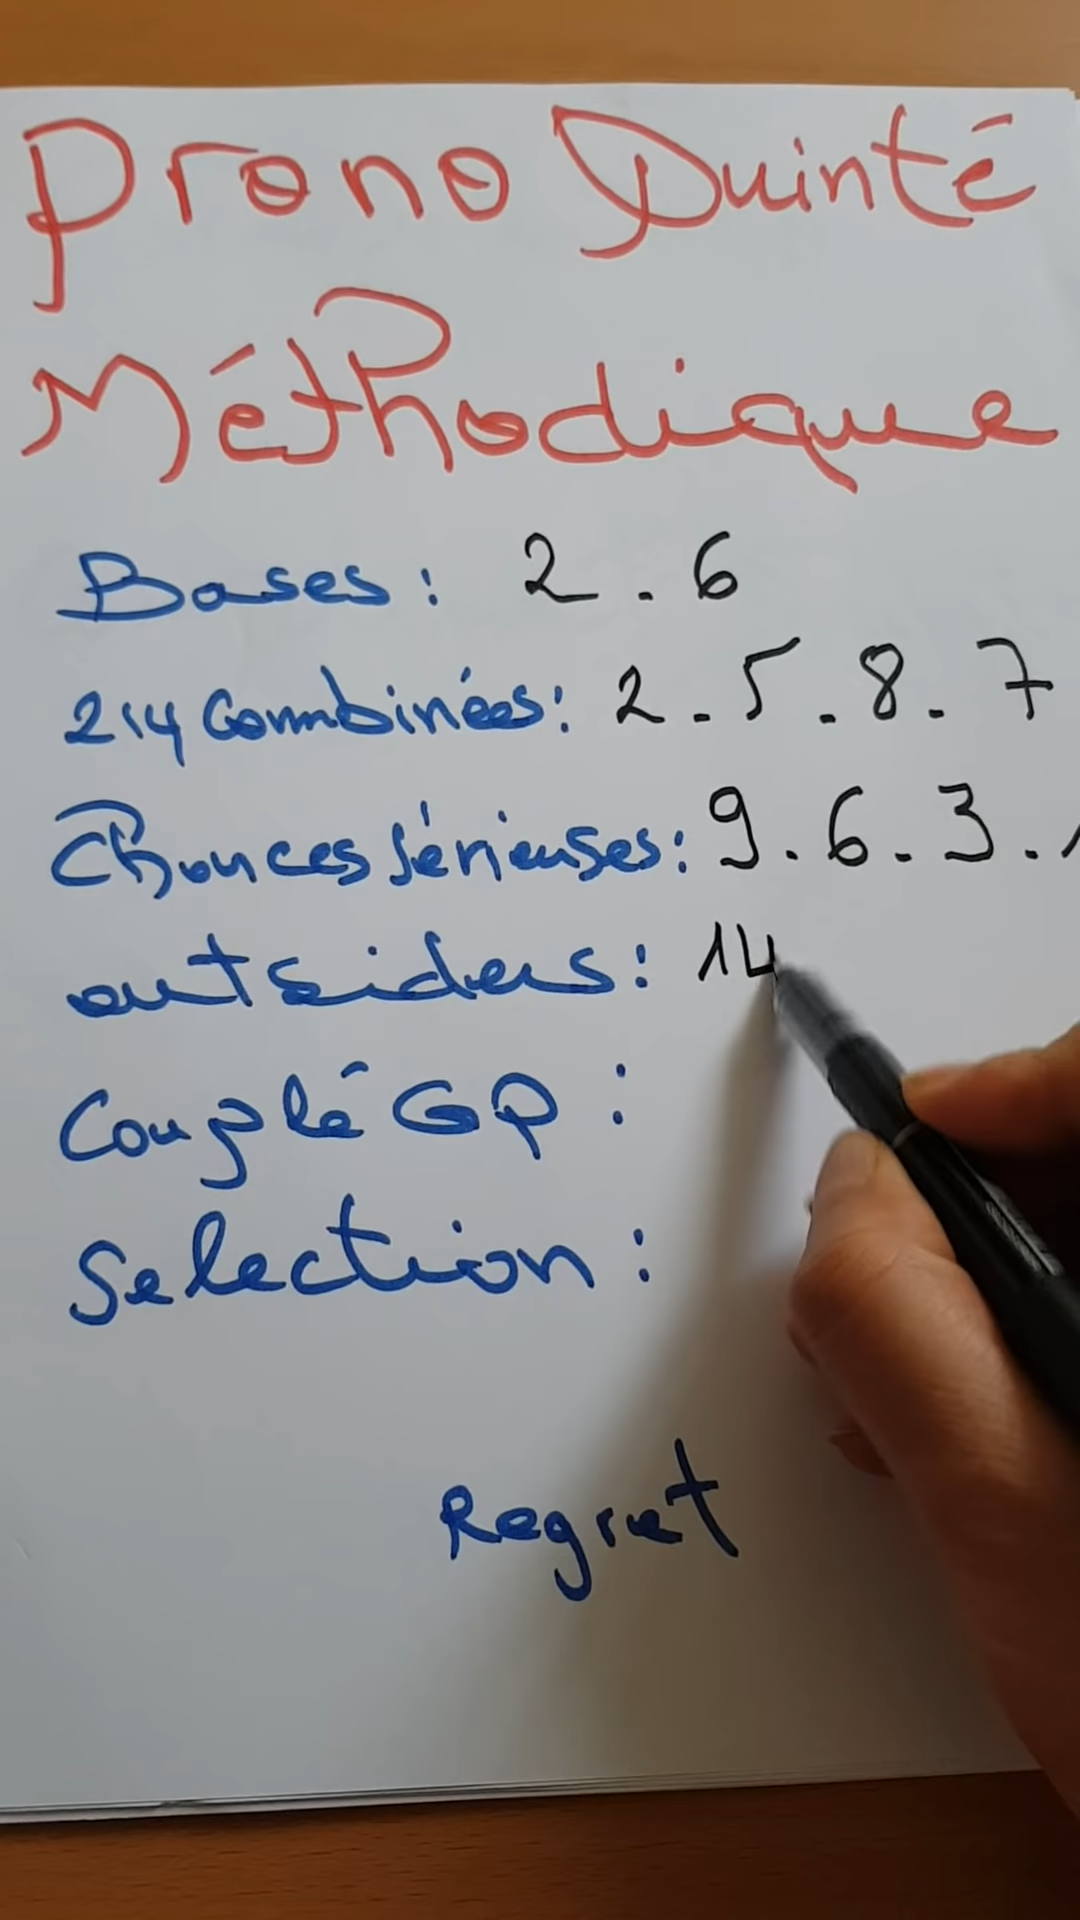 Prono Quinté
Méthodique
Bases: 2 . 6
2/4 Combinées: 2 . 5 . 8 . 7
Chances sérieuses: 9 . 6 . 3 .
outsiders: 14
Couplé GP :
Selection :
Regret